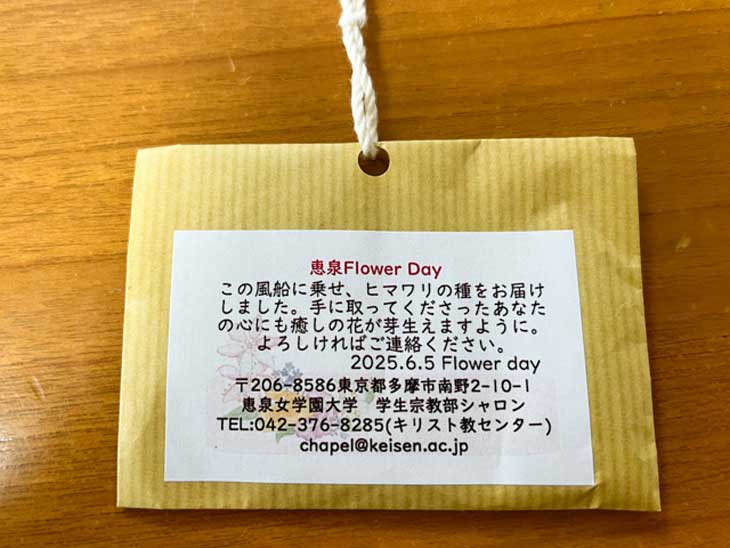 恵泉Flower Day
この風船に乗せ、ヒマワリの種をお届け
しました。手に取ってくださったあなた
の心にも癒しの花が芽生えますように。
よろしければご連絡ください。
2025.6.5 Flower day
〒206-8586東京都多摩市南野2-10-1
恵泉女学園大学　学生宗教部シャロン
TEL:042-376-8285(キリスト教センター)
chapel@keisen.ac.jp